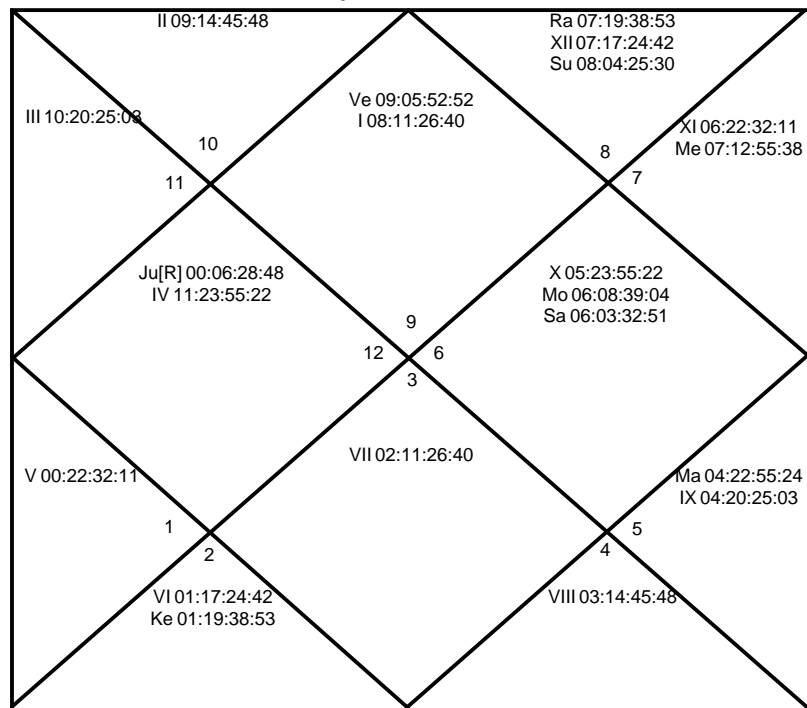 II 09:14:45:48
Ra 07:19:38:53
XII 07:17:24:42
Su 08:04:25:30
III 10:20:25:03
Ve 09:05:52:52
I 08:11:26:40
XI 06:22:32:11
Me 07:12:55:38
10
8
11
7
Ju[R] 00:06:28:48
IV 11:23:55:22
X 05:23:55:22
Mo 06:08:39:04
Sa 06:03:32:51
9
12
6
3
V 00:22:32:11
VII 02:11:26:40
Ma 04:22:55:24
IX 04:20:25:03
1
5
2
4
VI 01:17:24:42
Ke 01:19:38:53
VIII 03:14:45:48